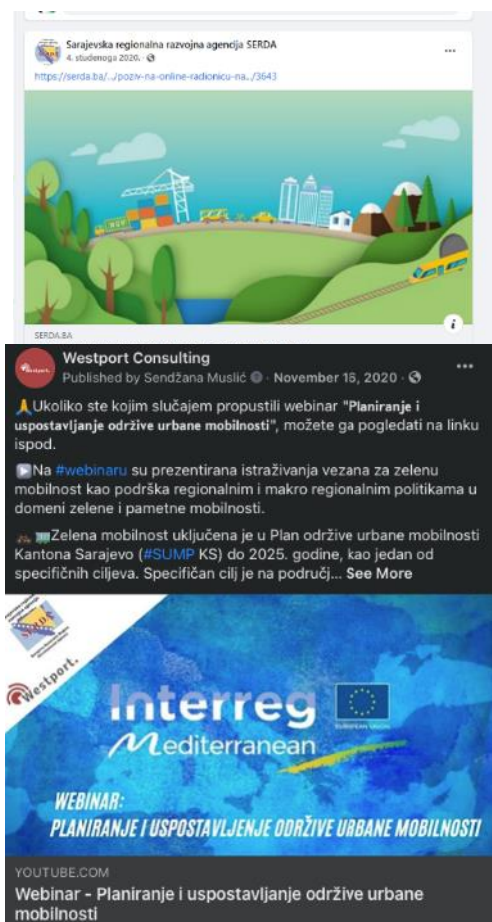 Sarajevska regionalna razvojna agencija SERDA
4. studenoga 2020. ·
https://serda.ba/../poziv-na-online-radionicu-na../3643
SERDA.BA
Westport Consulting
Published by Sendžana Muslić · November 16, 2020 ·
Ukoliko ste kojim slučajem propustili webinar "Planiranje i
uspostavljanje održive urbane mobilnosti", možete ga pogledati na linku
ispod.
Na #webinaru su prezentirana istraživanja vezana za zelenu
mobilnost kao podrška regionalnim i makro regionalnim politikama u
domeni zelene i pametne mobilnosti.
Zelena mobilnost uključena je u Plan održive urbane mobilnosti
Kantona Sarajevo (#SUMP KS) do 2025. godine, kao jedan od
specifičnih ciljeva. Specifičan cilj je na područj... See More
Westport.
Interreg
EUROPEAN UNION
Mediterranean
WEBINAR:
PLANIRANJE I USPOSTAVLJENJE ODRŽIVE URBANE MOBILNOSTI
YOUTUBE.COM
Webinar - Planiranje i uspostavljanje održive urbane
mobilnosti